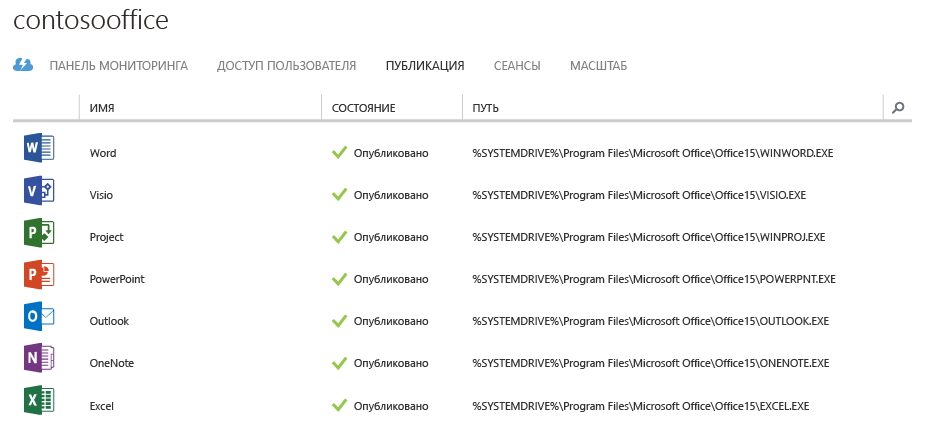 contosooffice
ПАНЕЛЬ МОНИТОРИНГА ДОСТУП ПОЛЬЗОВАТЕЛЯ ПУБЛИКАЦИЯ СЕАНСЫ МАСШТАБ
ИМЯ СОСТОЯНИЕ ПУТЬ
Word Опубликовано %SYSTEMDRIVE%\Program Files\Microsoft Office\Office15\WINWORD.EXE
Visio Опубликовано %SYSTEMDRIVE%\Program Files\Microsoft Office\Office15\VISIO.EXE
Project Опубликовано %SYSTEMDRIVE%\Program Files\Microsoft Office\Office15\WINPROJ.EXE
PowerPoint Опубликовано %SYSTEMDRIVE%\Program Files\Microsoft Office\Office15\POWERPNT.EXE
Outlook Опубликовано %SYSTEMDRIVE%\Program Files\Microsoft Office\Office15\OUTLOOK.EXE
OneNote Опубликовано %SYSTEMDRIVE%\Program Files\Microsoft Office\Office15\ONENOTE.EXE
Excel Опубликовано %SYSTEMDRIVE%\Program Files\Microsoft Office\Office15\EXCEL.EXE